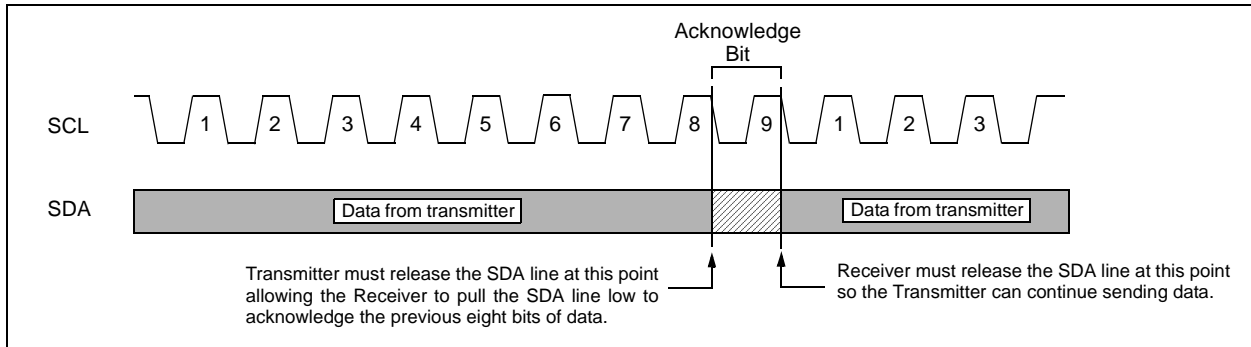 Acknowledge
Bit
SCL
1 2 3 4 5 6 7 8 9 1 2 3
SDA
Data from transmitter
Data from transmitter
Transmitter must release the SDA line at this point
allowing the Receiver to pull the SDA line low to
acknowledge the previous eight bits of data.
Receiver must release the SDA line at this point
so the Transmitter can continue sending data.